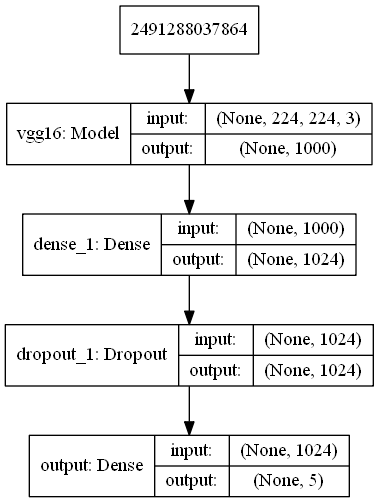 2491288037864
vgg16: Model
input:
(None, 224, 224, 3)
output:
(None, 1000)
dense_1: Dense
input:
(None, 1000)
output:
(None, 1024)
dropout_1: Dropout
input:
(None, 1024)
output:
(None, 1024)
output: Dense
input:
(None, 1024)
output:
(None, 5)